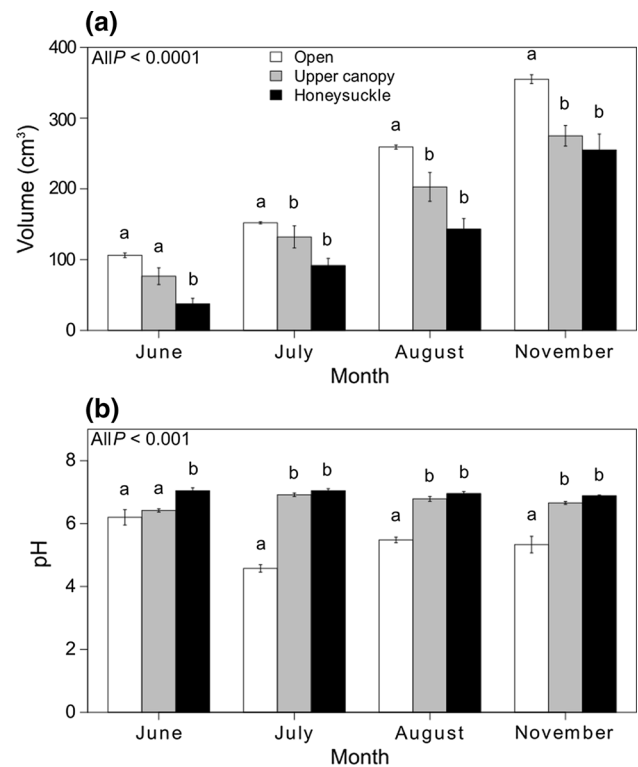 (a)
All P < 0.0001
Open
Upper canopy
Honeysuckle
Volume (cm³)
400
300
200
100
0
a a b
a b b
a b b
a b b
June July August November
Month
(b)
All P < 0.001
pH
8
6
4
2
0
a a b
a b b
a b b
a b b
June July August November
Month